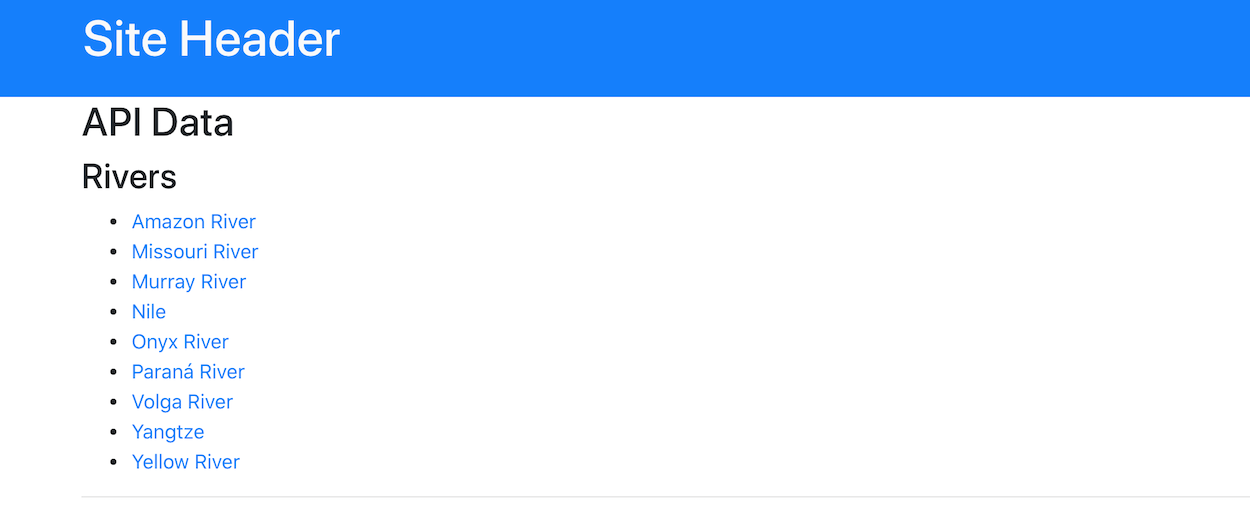 Site Header
API Data
Rivers
Amazon River
Missouri River
Murray River
Nile
Onyx River
Paraná River
Volga River
Yangtze
Yellow River